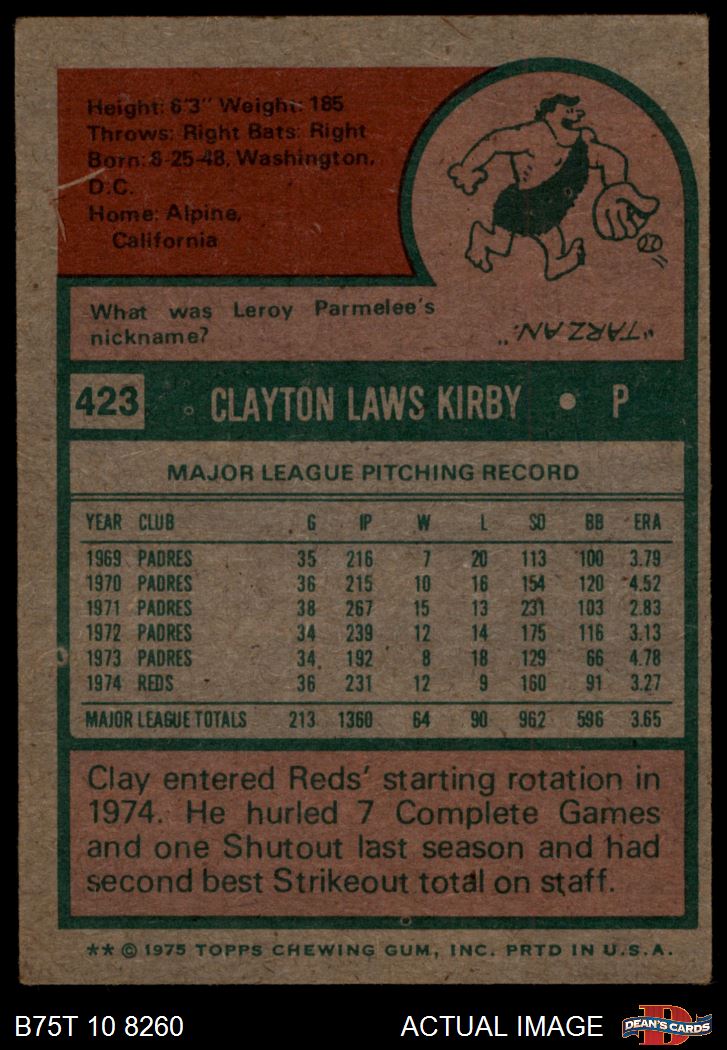 Height: 6'3" Weight: 185
Throws: Right Bats: Right
Born: 8-25-48, Washington,
D.C.
Home: Alpine,
California
What was Leroy Parmelee's
nickname?
"TARZAN."
423 CLAYTON LAWS KIRBY • P
MAJOR LEAGUE PITCHING RECORD
YEAR CLUB G IP W L SO BB ERA
1969 PADRES 35 216 7 20 113 100 3.79
1970 PADRES 36 215 10 16 154 120 4.52
1971 PADRES 38 267 15 13 231 103 2.83
1972 PADRES 34 239 12 14 175 116 3.13
1973 PADRES 34 192 8 18 129 66 4.78
1974 REDS 36 231 12 9 160 91 3.27
MAJOR LEAGUE TOTALS 213 1360 64 90 962 596 3.65
Clay entered Reds' starting rotation in
1974. He hurled 7 Complete Games
and one Shutout last season and had
second best Strikeout total on staff.
** © 1975 TOPPS CHEWING GUM, INC. PRTD IN U.S.A.
B75T 10 8260 ACTUAL IMAGE D DEAN'S CARDS